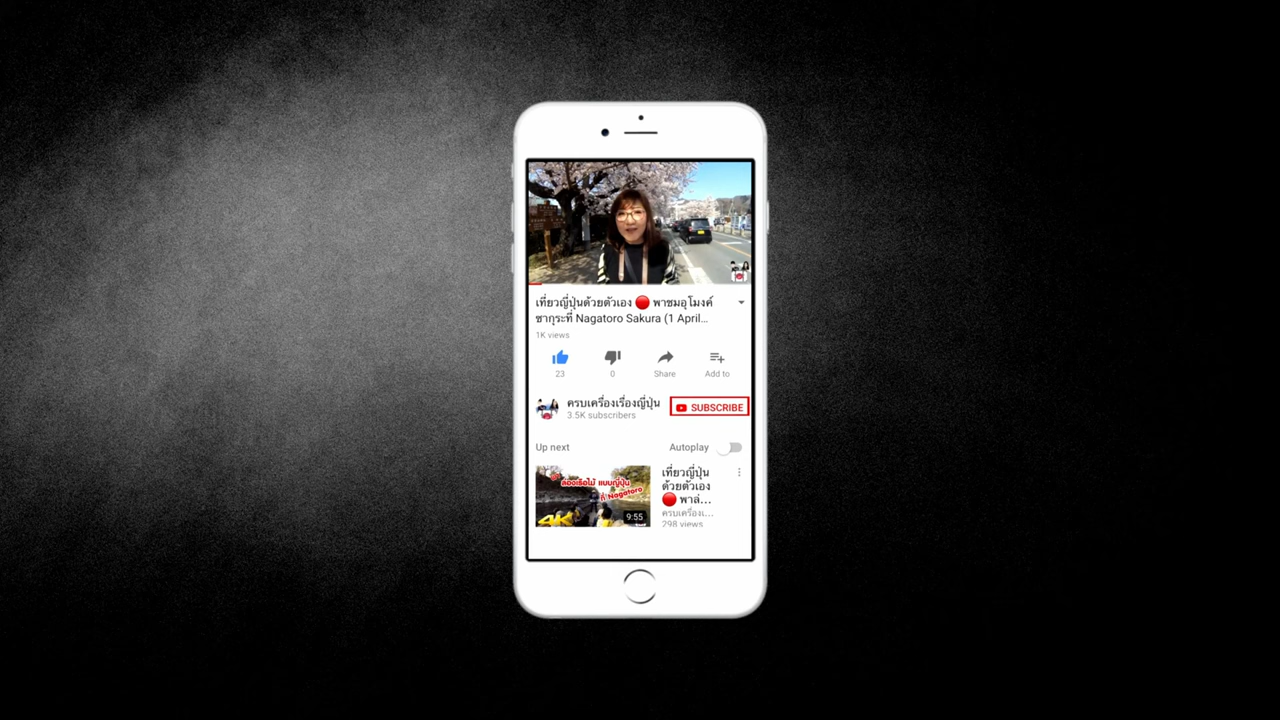 เที่ยวญี่ปุ่นด้วยตัวเอง 🔴 พาชมอุโมงค์
ซากุระที่ Nagatoro Sakura (1 April...
1K views
23
0
Share
Add to
ครบเครื่องเรื่องญี่ปุ่น
3.5K subscribers
SUBSCRIBE
Up next
Autoplay
ล่องเรือไม้ แบบญี่ปุ่น
ที่ Nagatoro
4K
9:55
เที่ยวญี่ปุ่น
ด้วยตัวเอง
🔴 พาล่...
ครบเครื่องเ...
298 views